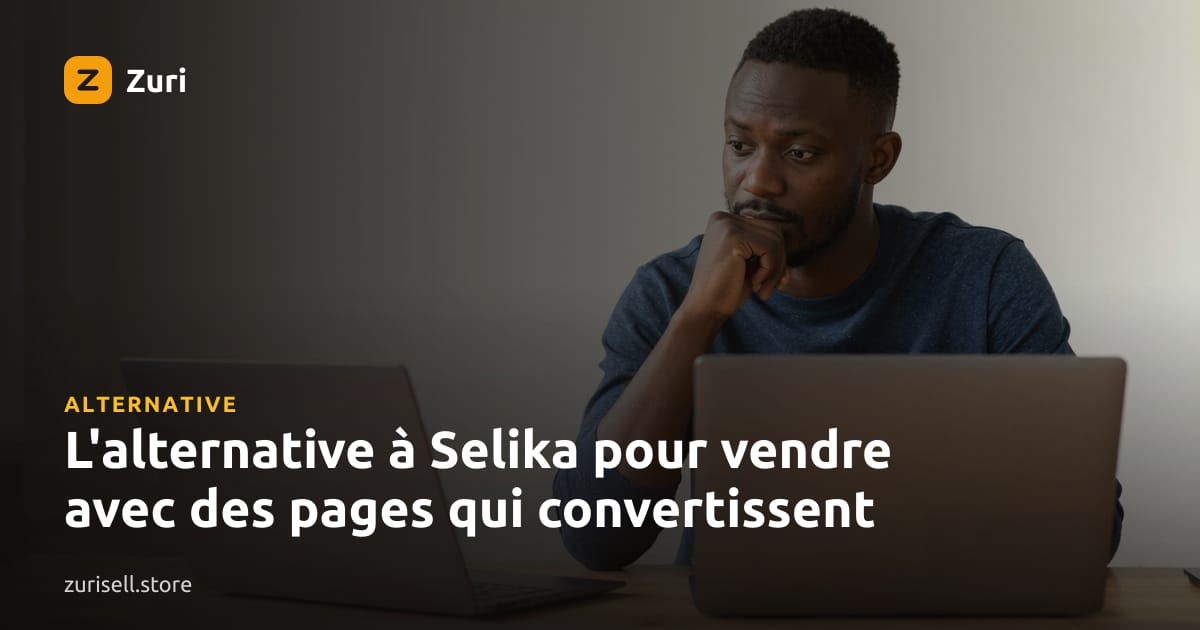 Z Zuri
ALTERNATIVE
L'alternative à Selika pour vendre
avec des pages qui convertissent
zurisell.store